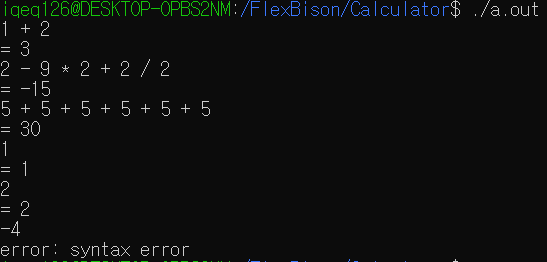 iqeq126@DESKTOP-OPBS2NM:/FlexBison/Calculator$ ./a.out
1 + 2
= 3
2 - 9 * 2 + 2 / 2
= -15
5 + 5 + 5 + 5 + 5 + 5
= 30
1
= 1
2
= 2
-4
error: syntax error